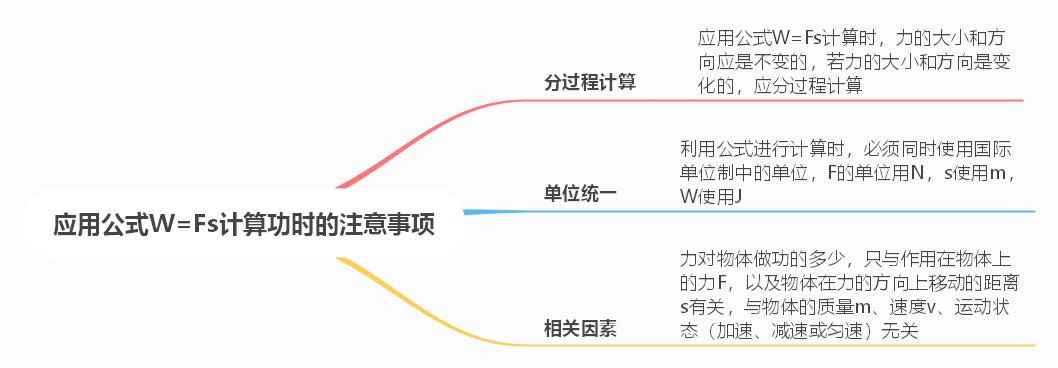 应用公式W=Fs计算功时的注意事项
分过程计算
应用公式W=Fs计算时，力的大小和方
向应是不变的，若力的大小和方向是变
化的，应分过程计算
单位统一
利用公式进行计算时，必须同时使用国际
单位制中的单位，F的单位用N，s使用m，
W使用J
相关因素
力对物体做功的多少，只与作用在物体上
的力F，以及物体在力的方向上移动的距离
s有关，与物体的质量m、速度v、运动状
态（加速、减速或匀速）无关